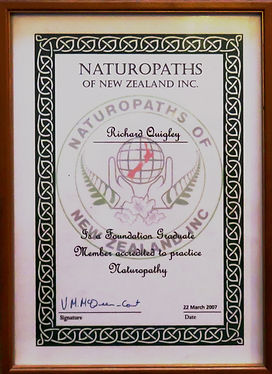 NATUROPATHS
OF NEW ZEALAND INC.
NATUROPATHS OF
NEW ZEALAND INC
Richard Quigley
Is a Foundation Graduate
Member accredited to practice
Naturopathy
22 March 2007
Signature
Date